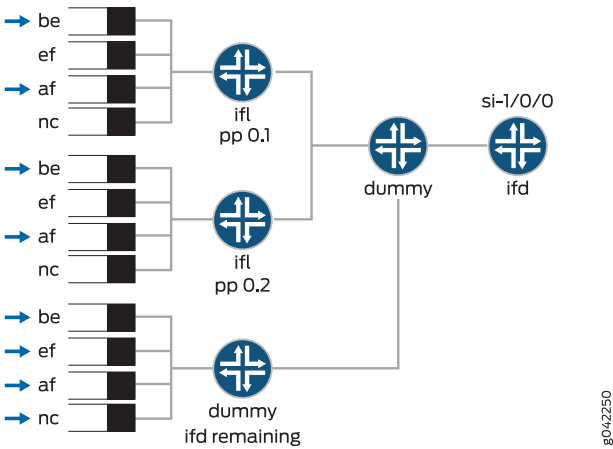 be
ef
af
nc
ifl
pp 0.1
be
ef
af
nc
ifl
pp 0.2
be
ef
af
nc
dummy
ifd remaining
dummy
si-1/0/0
ifd
g042250